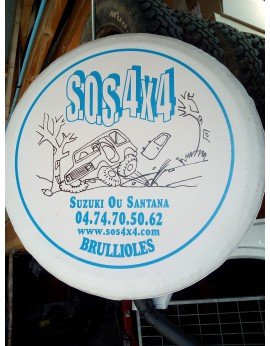 S.O.S. 4x4
SUZUKI OU SANTANA
04.74.70.50.62
www.sos4x4.com
BRULLIOLES